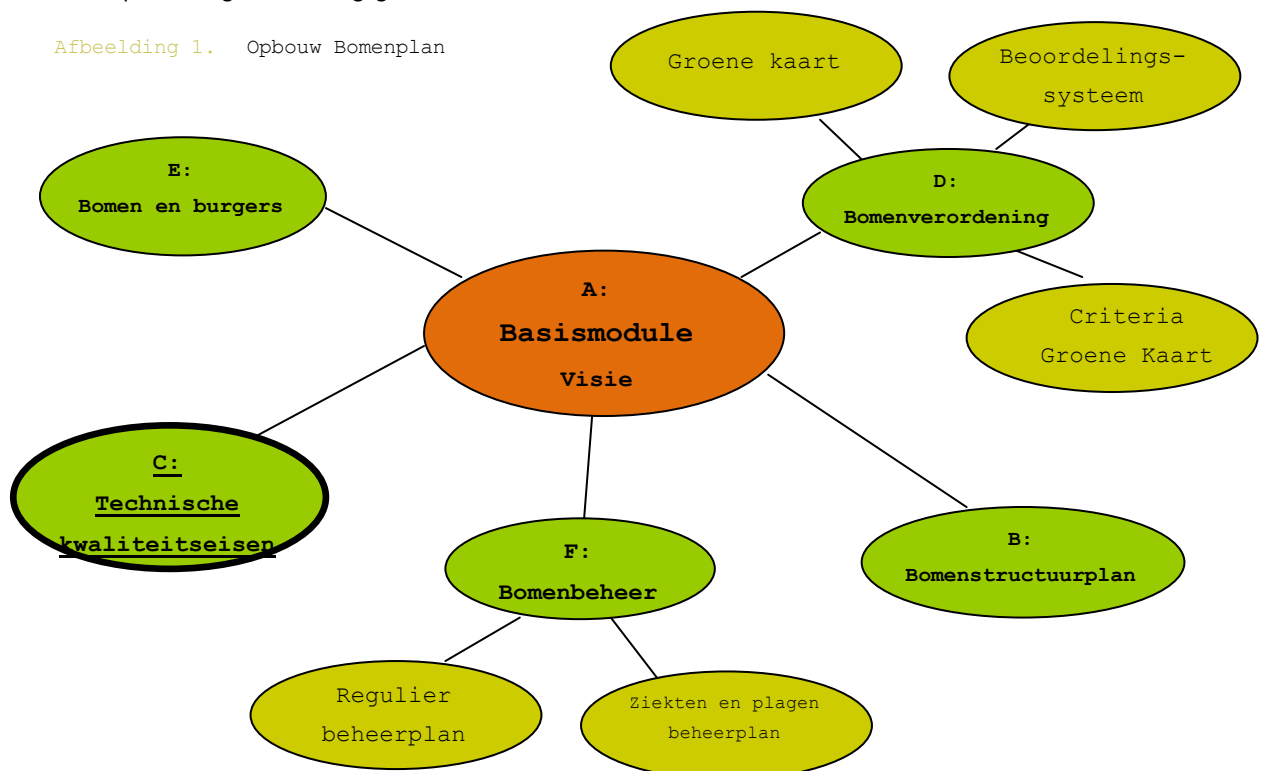 Afbeelding 1. Opbouw Bomenplan
Groene kaart
Beoordelings-
systeem
E:
Bomen en burgers
D:
Bomenverordening
A:
Basismodule
Visie
Criteria
Groene Kaart
C:
Technische
kwaliteitseisen
F:
Bomenbeheer
B:
Bomenstructuurplan
Regulier
beheerplan
Ziekten en plagen
beheerplan